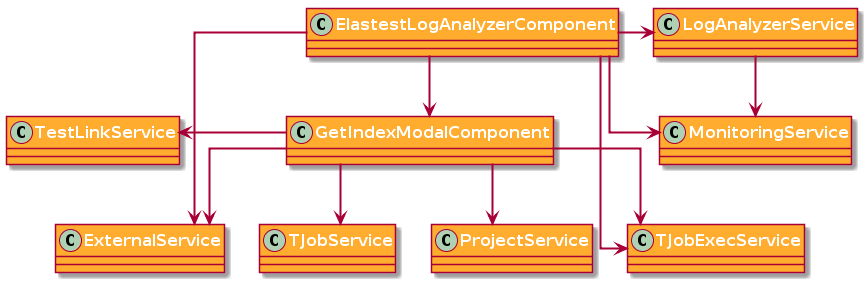 C ElastestLogAnalyzerComponent
C LogAnalyzerService
C TestLinkService
C GetIndexModalComponent
C MonitoringService
C ExternalService
C TJobService
C ProjectService
C TJobExecService